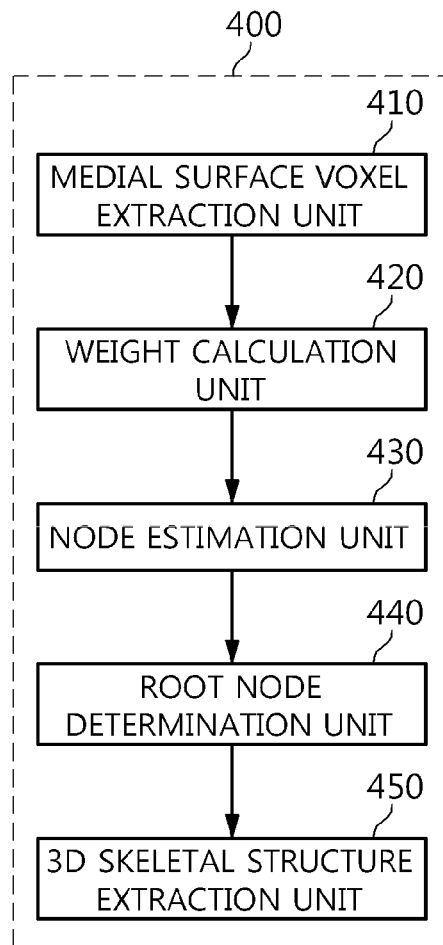 400
410
MEDIAL SURFACE VOXEL
EXTRACTION UNIT
420
WEIGHT CALCULATION
UNIT
430
NODE ESTIMATION UNIT
440
ROOT NODE
DETERMINATION UNIT
450
3D SKELETAL STRUCTURE
EXTRACTION UNIT